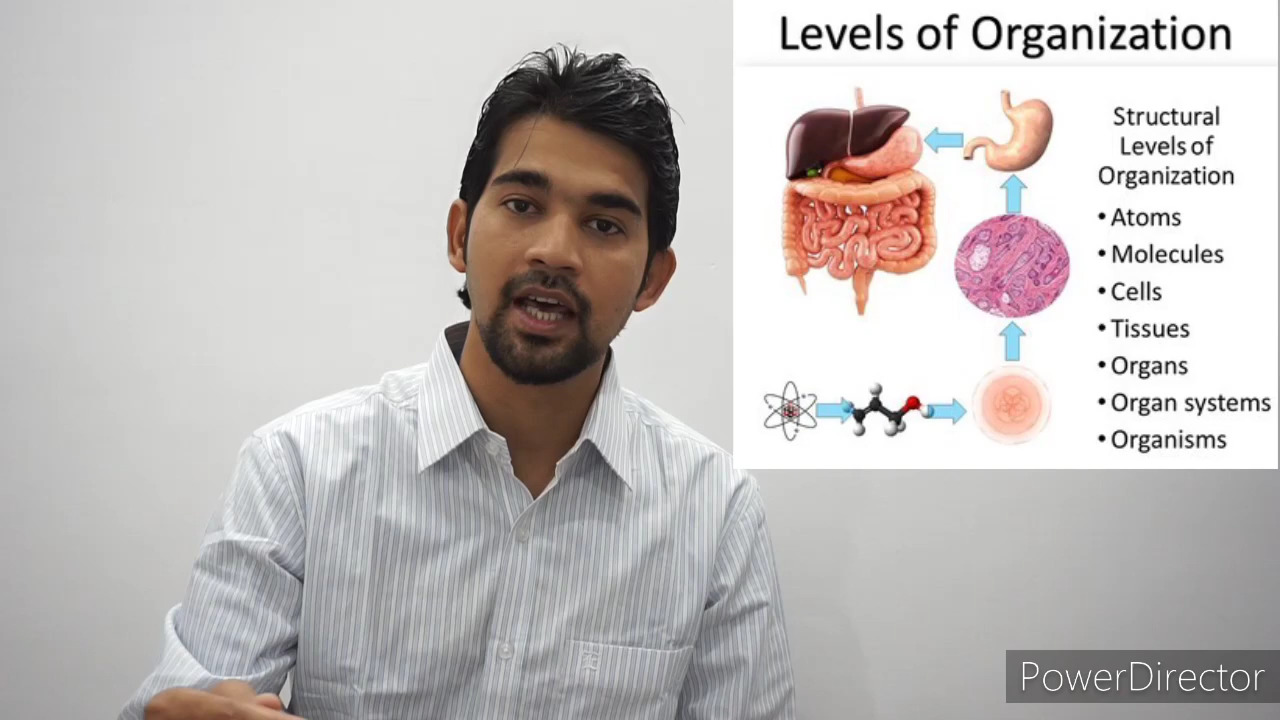 Levels of Organization
Structural
Levels of
Organization
• Atoms
• Molecules
• Cells
• Tissues
• Organs
• Organ systems
• Organisms
PowerDirector